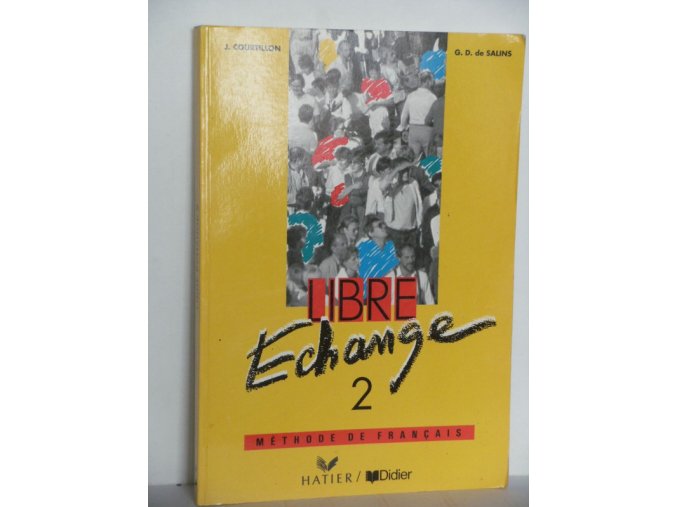 J. COURTILLON
G. D. de SALINS
LIBRE
Echange
2
MÉTHODE DE FRANÇAIS
HATIER / Didier